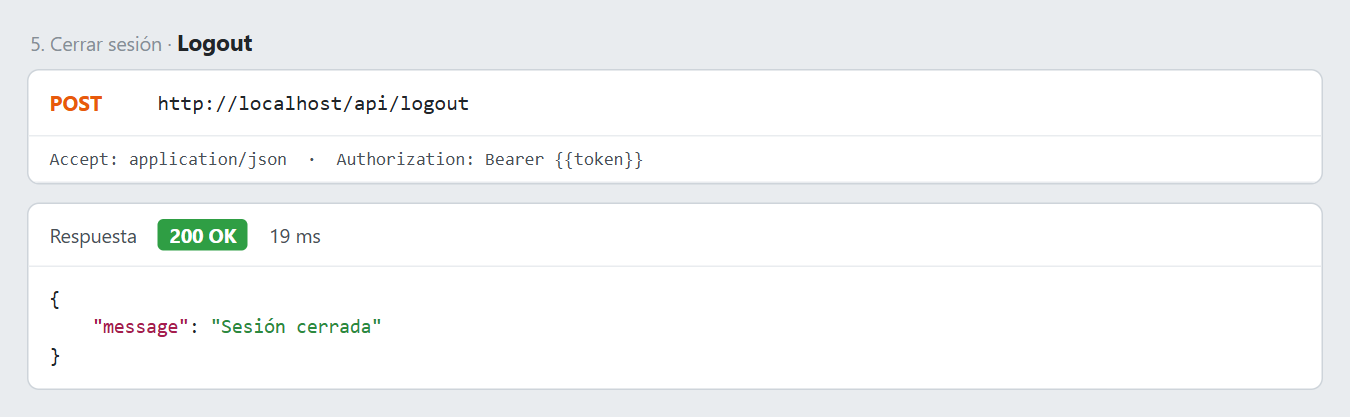 5. Cerrar sesión · Logout
POST http://localhost/api/logout
Accept: application/json · Authorization: Bearer {{token}}
Respuesta 200 OK 19 ms
{
    "message": "Sesión cerrada"
}